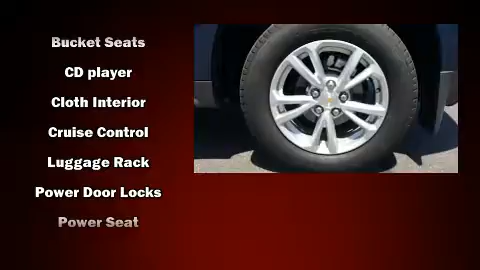 Bucket Seats
CD player
Cloth Interior
Cruise Control
Luggage Rack
Power Door Locks
Power Seat